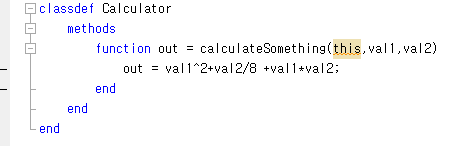 classdef Calculator
methods
function out = calculateSomething(this,val1,val2)
out = val1^2+val2/8 +val1*val2;
end
end
end